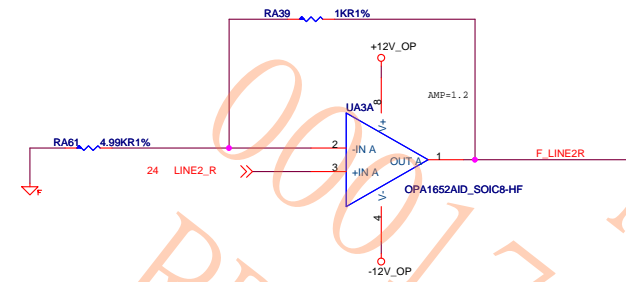 RA39 1KR1%
+12V_OP
AMP=1.2
UA3A
8
V+
RA61 4.99KR1%
2 -IN A
OUT A 1 F_LINE2R
24 LINE2_R 3 +IN A
OPA1652AID_SOIC8-HF
V-
4
-12V_OP
F